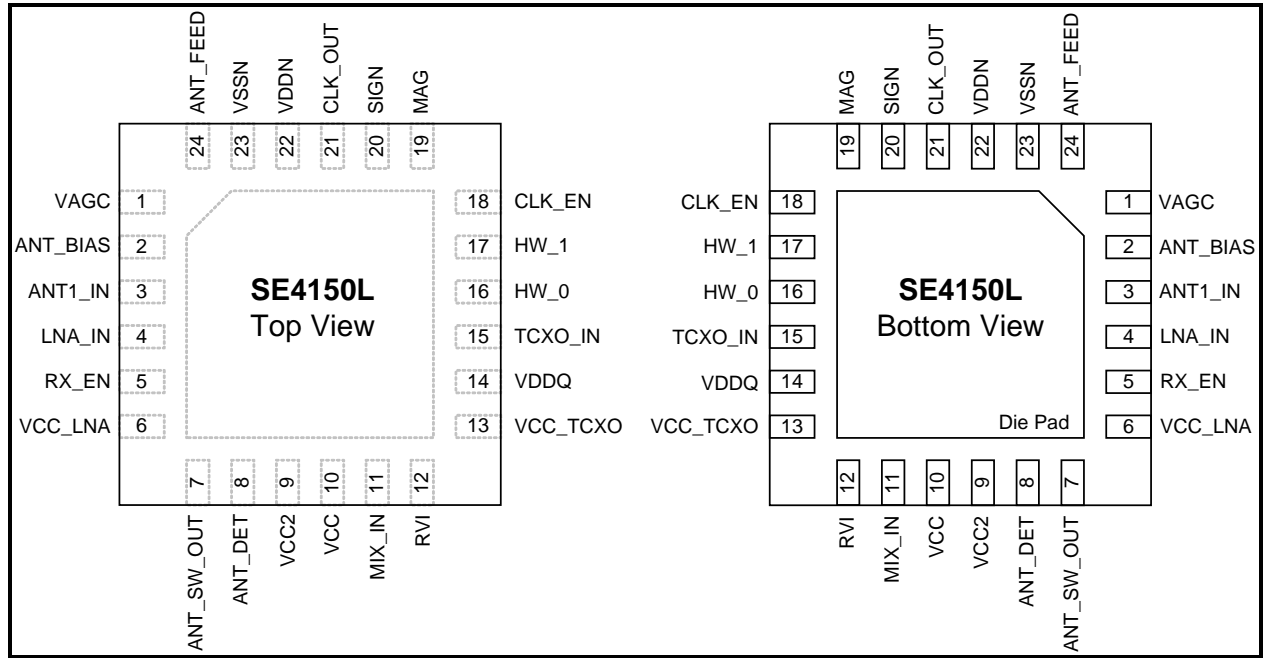 ANT_FEED
VSSN
VDDN
CLK_OUT
SIGN
MAG
24
23
22
21
20
19
VAGC 1
ANT_BIAS 2
ANT1_IN 3
LNA_IN 4
RX_EN 5
VCC_LNA 6
SE4150L
Top View
18 CLK_EN
17 HW_1
16 HW_0
15 TCXO_IN
14 VDDQ
13 VCC_TCXO
7
8
9
10
11
12
ANT_SW_OUT
ANT_DET
VCC2
VCC
MIX_IN
RVI
MAG
SIGN
CLK_OUT
VDDN
VSSN
ANT_FEED
19
20
21
22
23
24
CLK_EN 18
HW_1 17
HW_0 16
TCXO_IN 15
VDDQ 14
VCC_TCXO 13
SE4150L
Bottom View
Die Pad
1 VAGC
2 ANT_BIAS
3 ANT1_IN
4 LNA_IN
5 RX_EN
6 VCC_LNA
12
11
10
9
8
7
RVI
MIX_IN
VCC
VCC2
ANT_DET
ANT_SW_OUT